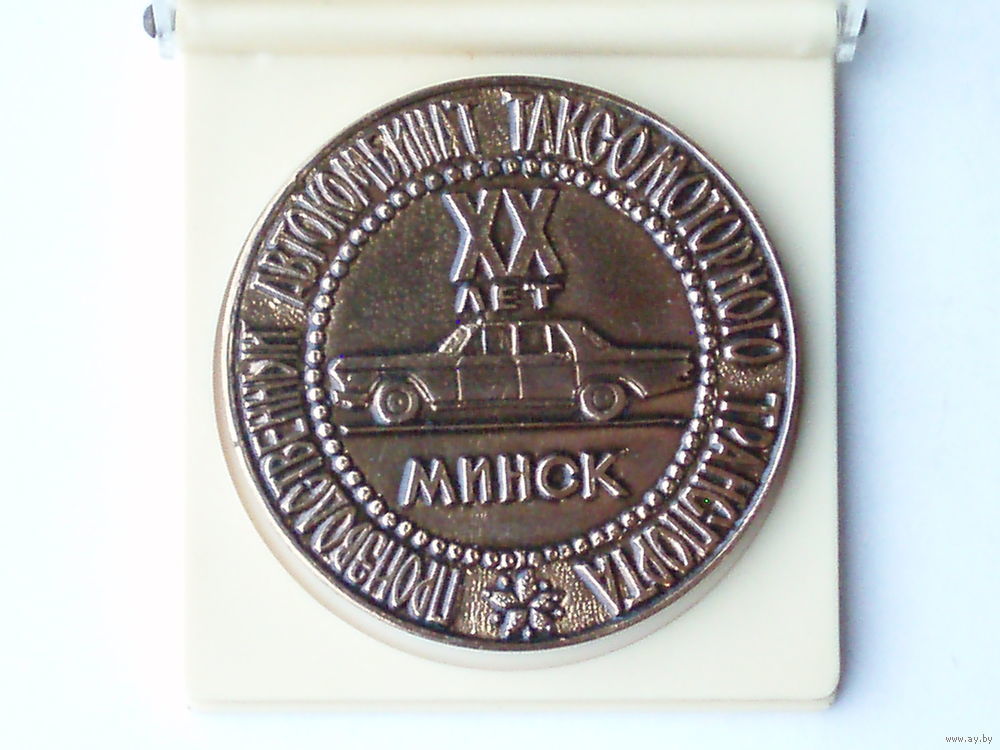 ПРОИЗВОДСТВЕННЫЙ АВТОКОМБИНАТ ТАКСОМОТОРНОГО ТРАНСПОРТА
XX
ЛЕТ
МИНСК
www.ay.by